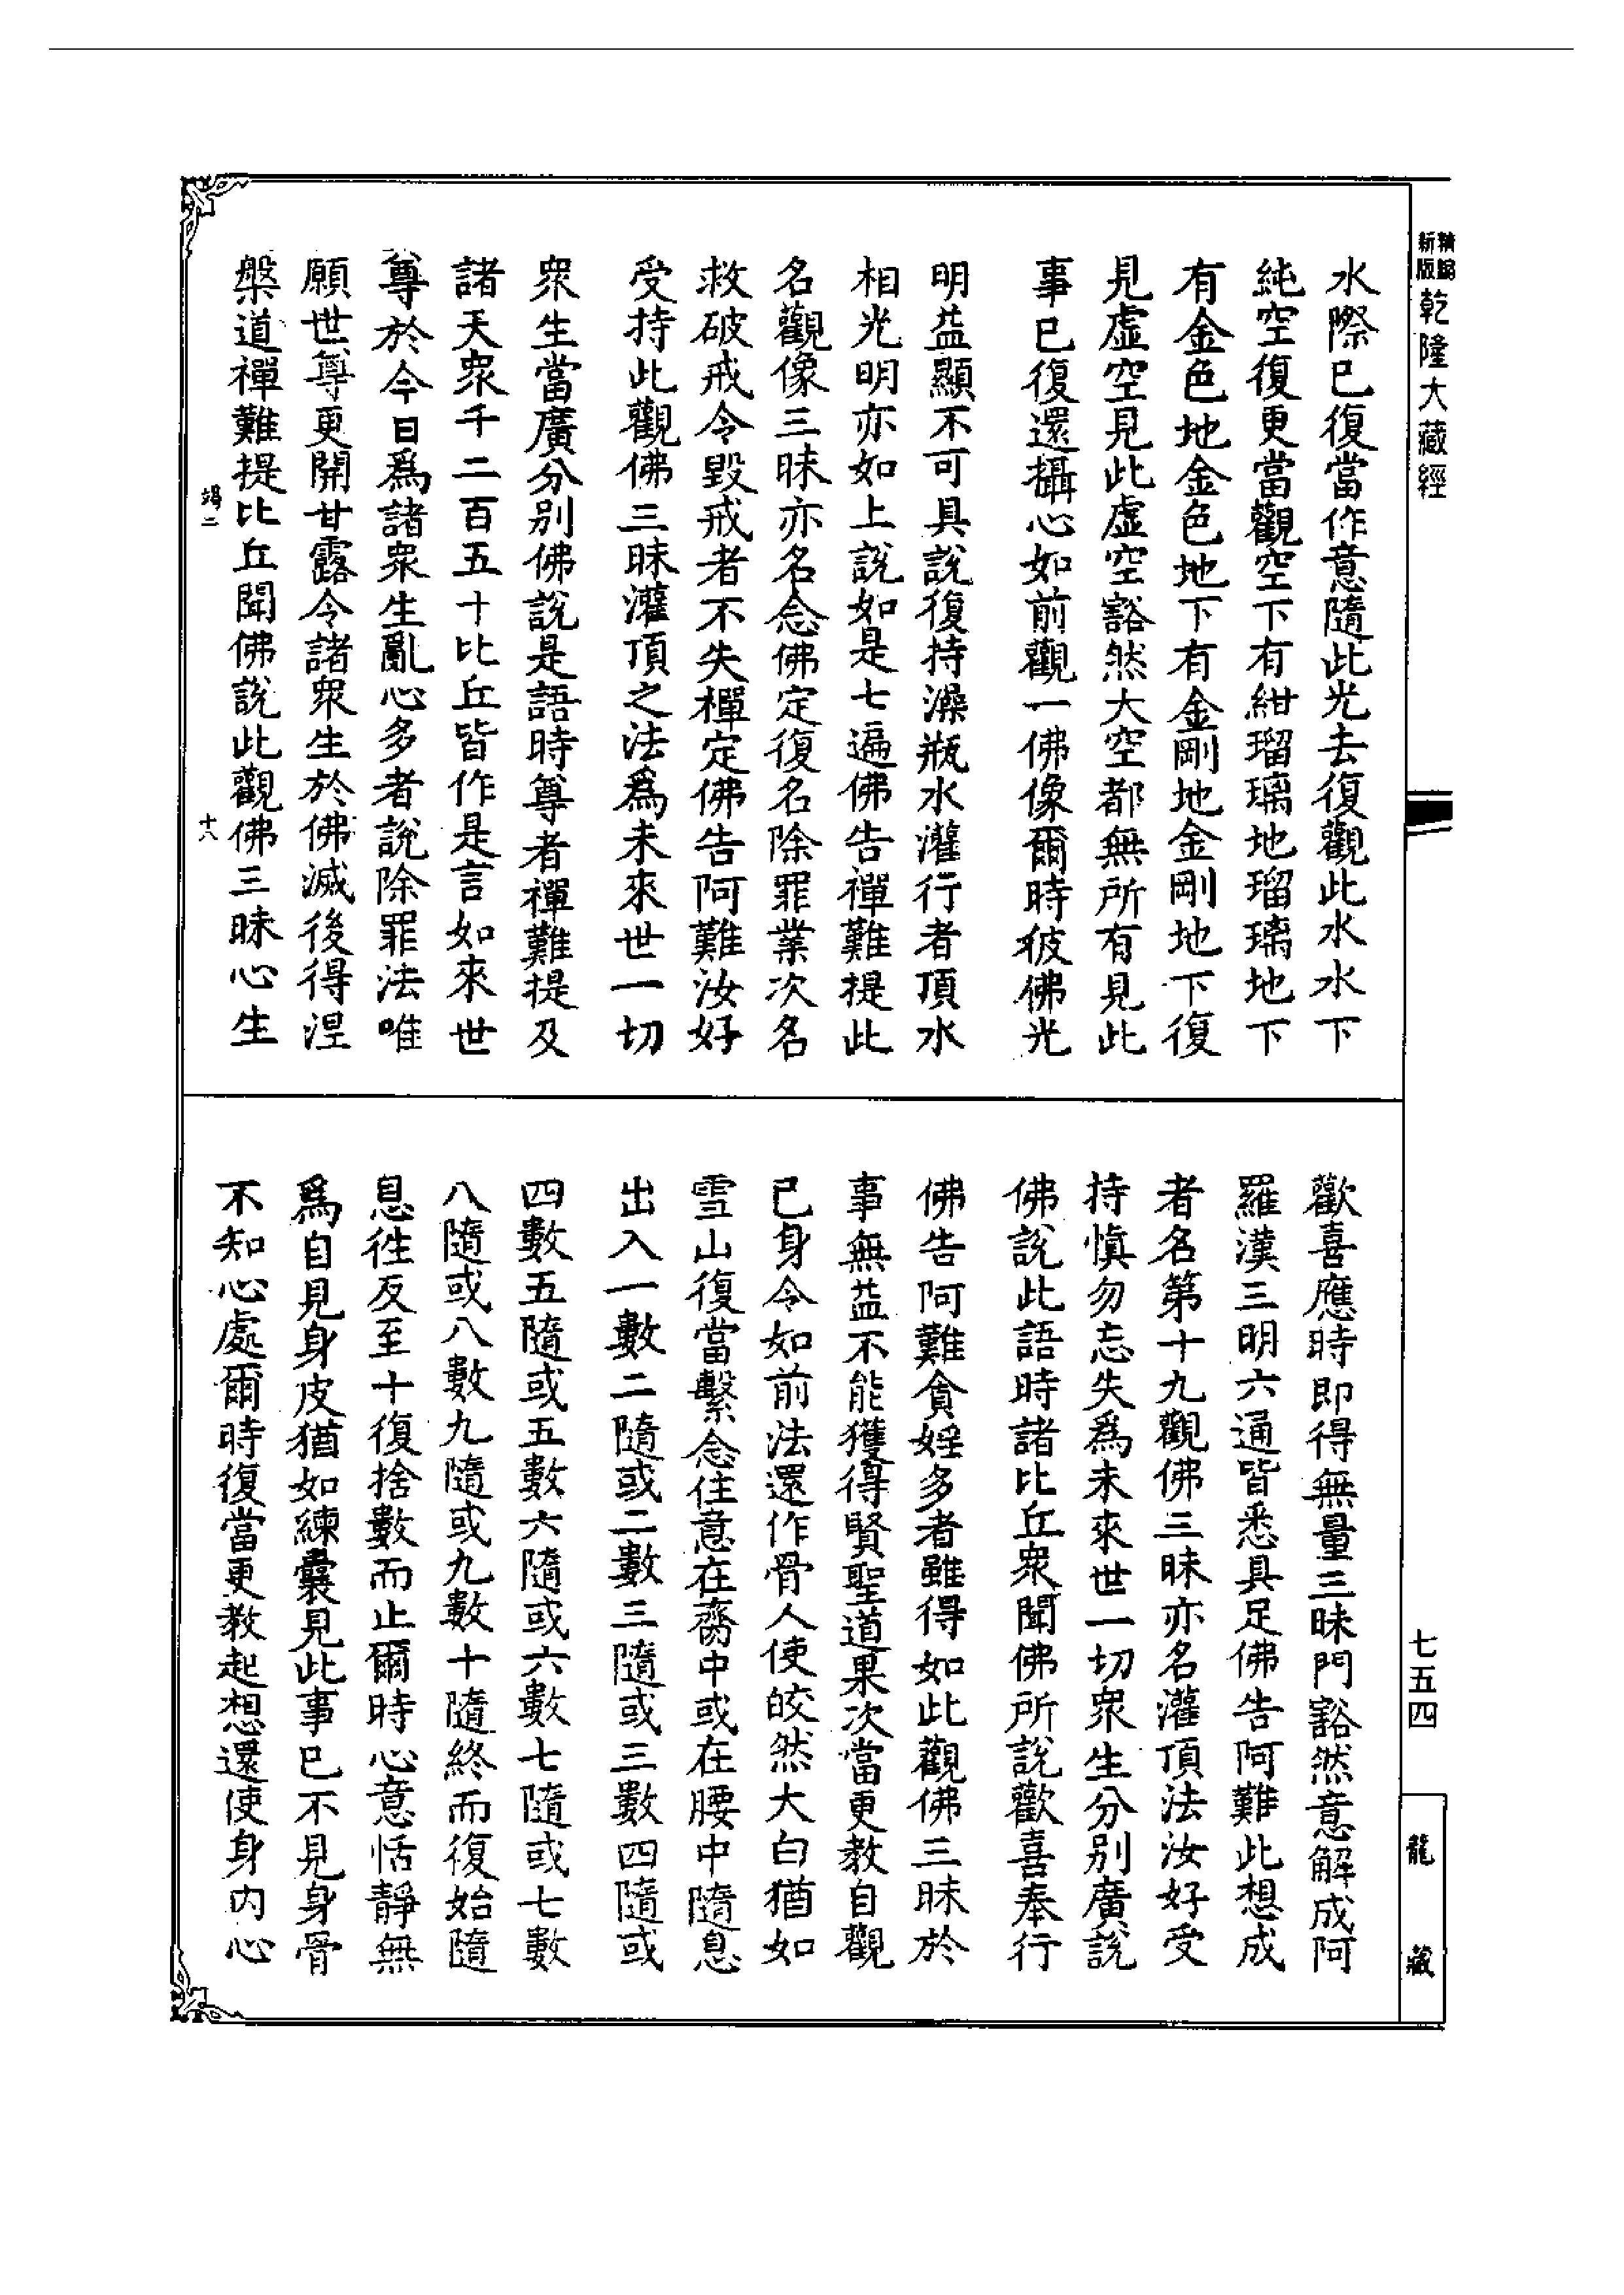 新版
精縮
乾隆大藏經
水際已復當作意隨此光去復觀此水水下
純空復更當觀空下有紺瑠璃地瑠璃地下
有金色地金色地下有金剛地金剛地下復
見虛空見此虛空豁然大空都無所有見此
事已復還攝心如前觀一佛像爾時彼佛光
明益顯不可具說復持澡瓶水灌行者頂水
相光明亦如上說如是七遍佛告禪難提此
名觀像三昧亦名念佛定復名除罪業次名
救破戒令毀戒者不失禪定佛告阿難汝好
受持此觀佛三昧灌頂之法爲未來世一切
衆生當廣分別佛說是語時尊者禪難提及
諸天衆千二百五十比丘皆作是言如來世
尊於今日爲諸衆生亂心多者說除罪法唯
願世尊更開甘露令諸衆生於佛滅後得涅
槃道禪難提比丘聞佛說此觀佛三昧心生
十八
歡喜應時即得無量三昧門豁然意解成阿
羅漢三明六通皆悉具足佛告阿難此想成
者名第十九觀佛三昧亦名灌頂法汝好受
持愼勿忘失爲未來世一切衆生分別廣說
佛說此語時諸比丘衆聞佛所說歡喜奉行
佛告阿難貪婬多者雖得如此觀佛三昧於
事無益不能獲得賢聖道果次當更教自觀
己身令如前法還作骨人使皎然大白猶如
雪山復當繫念住意在臍中或在腰中隨息
出入一數二隨或二數三隨或三數四隨或
四數五隨或五數六隨或六數七隨或七數
八隨或八數九隨或九數十隨終而復始隨
息往反至十復捨數而止爾時心意恬靜無
爲自見身皮猶如練囊見此事已不見身骨
不知心處爾時復當更教起想還使身內心
七五四
龍藏